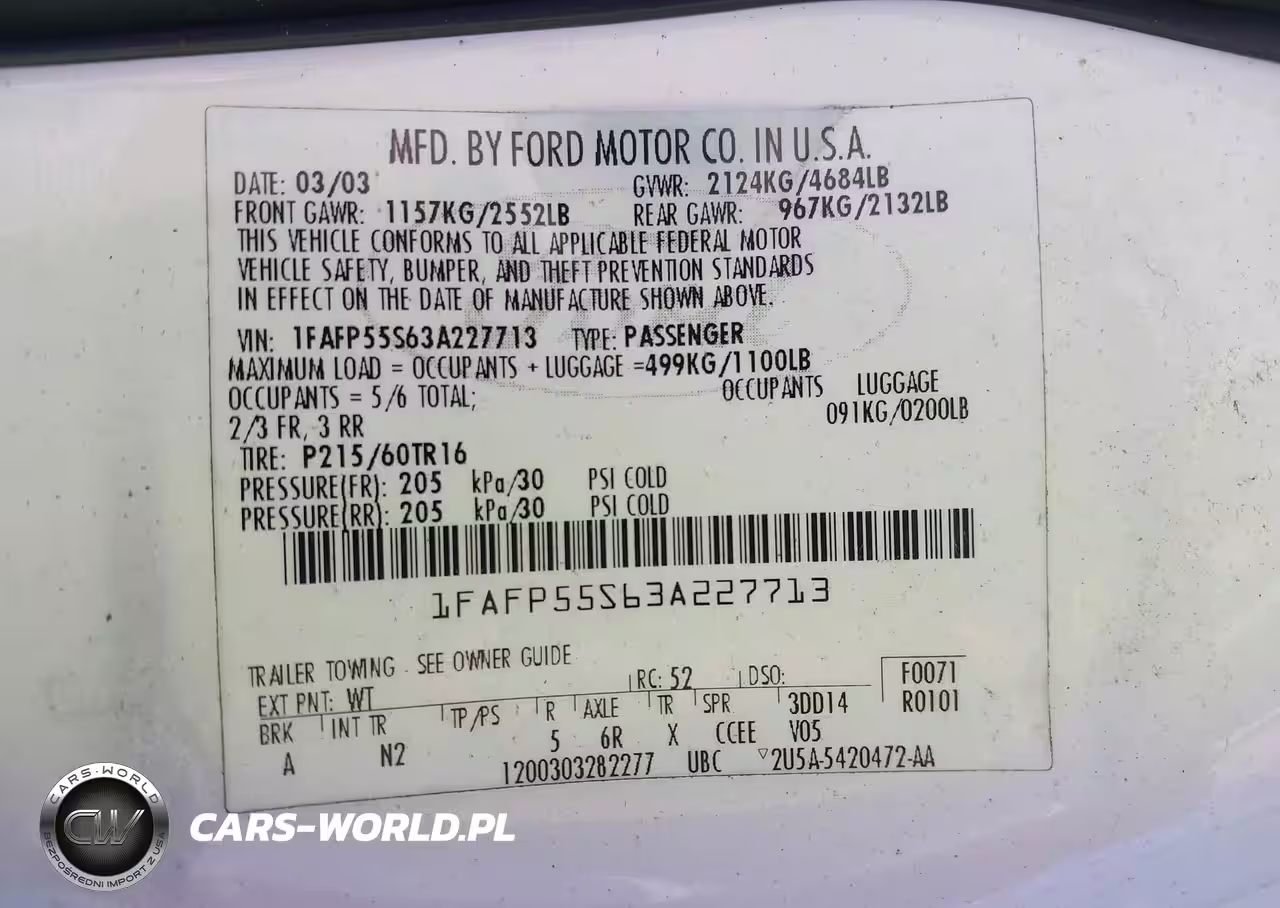 MFD. BY FORD MOTOR CO. IN U.S.A.
DATE: 03/03 GVWR: 2124KG/4684LB
FRONT GAWR: 1157KG/2552LB REAR GAWR: 967KG/2132LB
THIS VEHICLE CONFORMS TO ALL APPLICABLE FEDERAL MOTOR
VEHICLE SAFETY, BUMPER, AND THEFT PREVENTION STANDARDS
IN EFFECT ON THE DATE OF MANUFACTURE SHOWN ABOVE.
VIN: 1FAFP55S63A227713 TYPE: PASSENGER
MAXIMUM LOAD = OCCUPANTS + LUGGAGE =499KG/1100LB
OCCUPANTS = 5/6 TOTAL; OCCUPANTS LUGGAGE
2/3 FR, 3 RR 091KG/0200LB
TIRE: P215/60TR16
PRESSURE(FR): 205 kPa/30 PSI COLD
PRESSURE(RR): 205 kPa/30 PSI COLD
1FAFP55S63A227713
TRAILER TOWING - SEE OWNER GUIDE
EXT PNT: WT RC: 52 DSO: F0071
BRK INT TR TP/PS R AXLE TR SPR 3DD14 R0101
A N2 5 6R X CCEE V05
1200303282277 UBC ▽2U5A-5420472-AA
CARS-WORLD
CW
BEZPOŚREDNI IMPORT Z USA
CARS-WORLD.PL